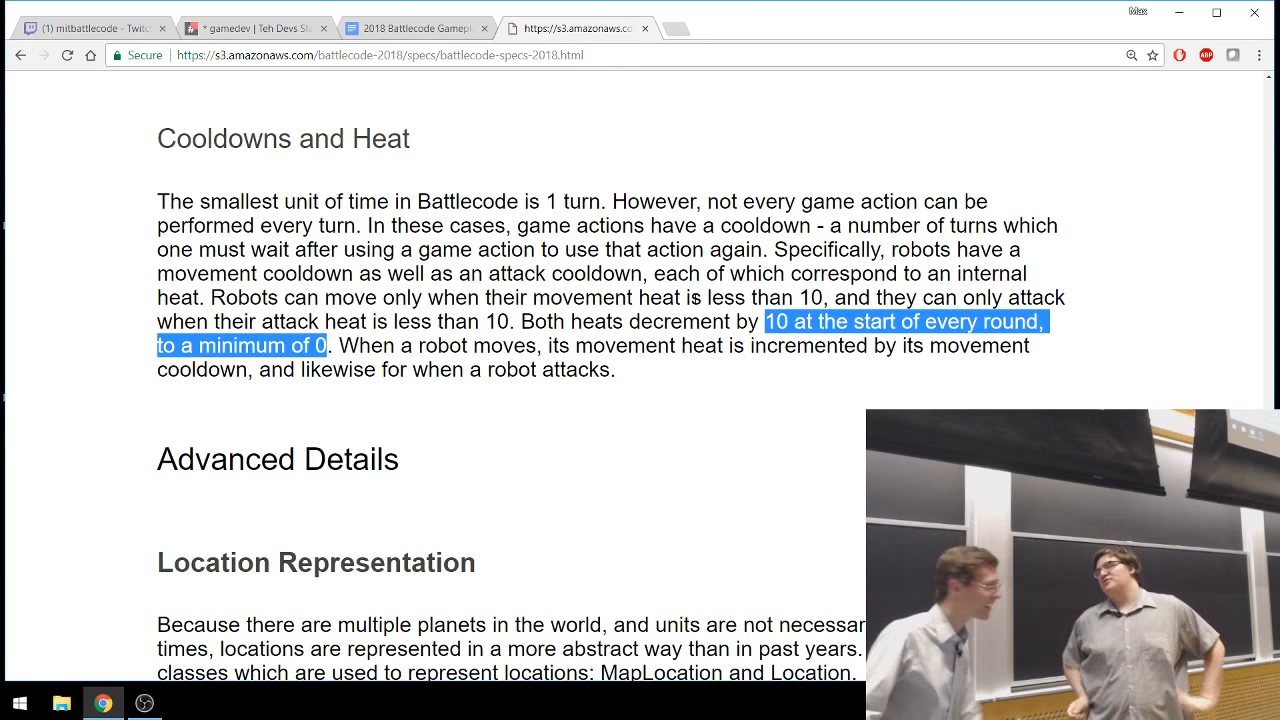 (1) mitbattlecode - Twitch
* gamedev | Teh Devs Sla
2018 Battlecode Gamepl
https://s3.amazonaws.co
Max
Secure
https://s3.amazonaws.com/battlecode-2018/specs/battlecode-specs-2018.html
ABP
Cooldowns and Heat
The smallest unit of time in Battlecode is 1 turn. However, not every game action can be
performed every turn. In these cases, game actions have a cooldown - a number of turns which
one must wait after using a game action to use that action again. Specifically, robots have a
movement cooldown as well as an attack cooldown, each of which correspond to an internal
heat. Robots can move only when their movement heat is less than 10, and they can only attack
when their attack heat is less than 10. Both heats decrement by 10 at the start of every round,
to a minimum of 0. When a robot moves, its movement heat is incremented by its movement
cooldown, and likewise for when a robot attacks.
Advanced Details
Location Representation
Because there are multiple planets in the world, and units are not necessar
times, locations are represented in a more abstract way than in past years.
classes which are used to represent locations: MapLocation and Location.